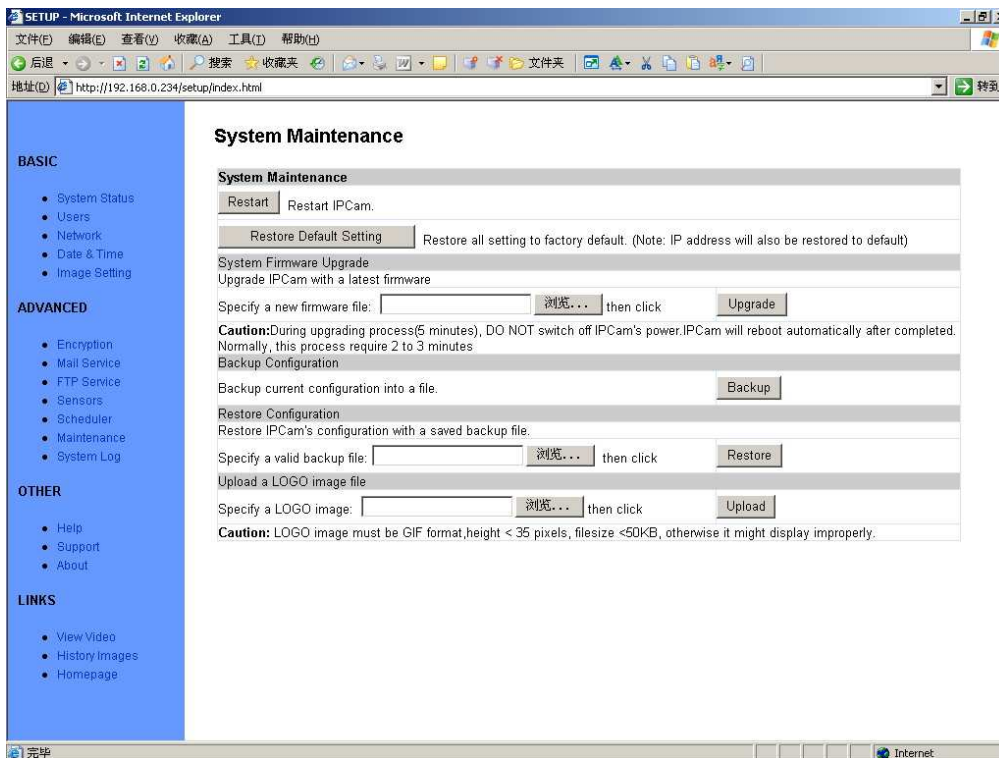 SETUP - Microsoft Internet Explorer
文件(F) 编辑(E) 查看(V) 收藏(A) 工具(T) 帮助(H)
后退 搜索 收藏夹 文件夹
地址(D) http://192.168.0.234/setup/index.html 转到
BASIC
System Status
Users
Network
Date & Time
Image Setting
ADVANCED
Encryption
Mail Service
FTP Service
Sensors
Scheduler
Maintenance
System Log
OTHER
Help
Support
About
LINKS
View Video
History Images
Homepage
System Maintenance
System Maintenance
Restart Restart IPCam.
Restore Default Setting Restore all setting to factory default. (Note: IP address will also be restored to default)
System Firmware Upgrade
Upgrade IPCam with a latest firmware
Specify a new firmware file: 浏览... then click Upgrade
Caution:During upgrading process(5 minutes), DO NOT switch off IPCam's power.IPCam will reboot automatically after completed.
Normally, this process require 2 to 3 minutes
Backup Configuration
Backup current configuration into a file. Backup
Restore Configuration
Restore IPCam's configuration with a saved backup file.
Specify a valid backup file: 浏览... then click Restore
Upload a LOGO image file
Specify a LOGO image: 浏览... then click Upload
Caution: LOGO image must be GIF format,height < 35 pixels, filesize <50KB, otherwise it might display improperly.
完毕 Internet